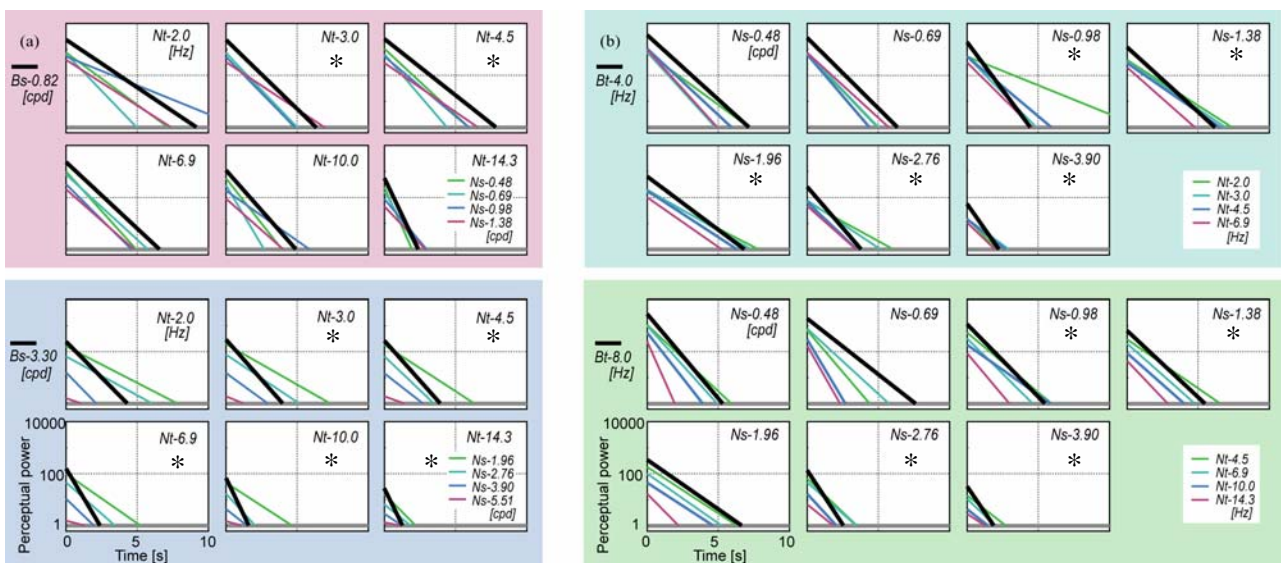 (a)
Bs-0.82
[cpd]
Nt-2.0
[Hz]
Nt-3.0
*
Nt-4.5
*
Nt-6.9
Nt-10.0
Nt-14.3
Ns-0.48
Ns-0.69
Ns-0.98
Ns-1.38
[cpd]
Bs-3.30
[cpd]
Nt-2.0
[Hz]
Nt-3.0
*
Nt-4.5
*
Perceptual power
10000
100
1
Nt-6.9
*
Nt-10.0
*
Nt-14.3
*
Ns-1.96
Ns-2.76
Ns-3.90
Ns-5.51
[cpd]
0 5 10
Time [s]
(b)
Bt-4.0
[Hz]
Ns-0.48
[cpd]
Ns-0.69
Ns-0.98
*
Ns-1.38
*
Ns-1.96
*
Ns-2.76
*
Ns-3.90
*
Nt-2.0
Nt-3.0
Nt-4.5
Nt-6.9
[Hz]
Bt-8.0
[Hz]
Ns-0.48
[cpd]
Ns-0.69
Ns-0.98
*
Ns-1.38
*
Perceptual power
10000
100
1
Ns-1.96
Ns-2.76
*
Ns-3.90
*
Nt-4.5
Nt-6.9
Nt-10.0
Nt-14.3
[Hz]
0 5 10
Time [s]